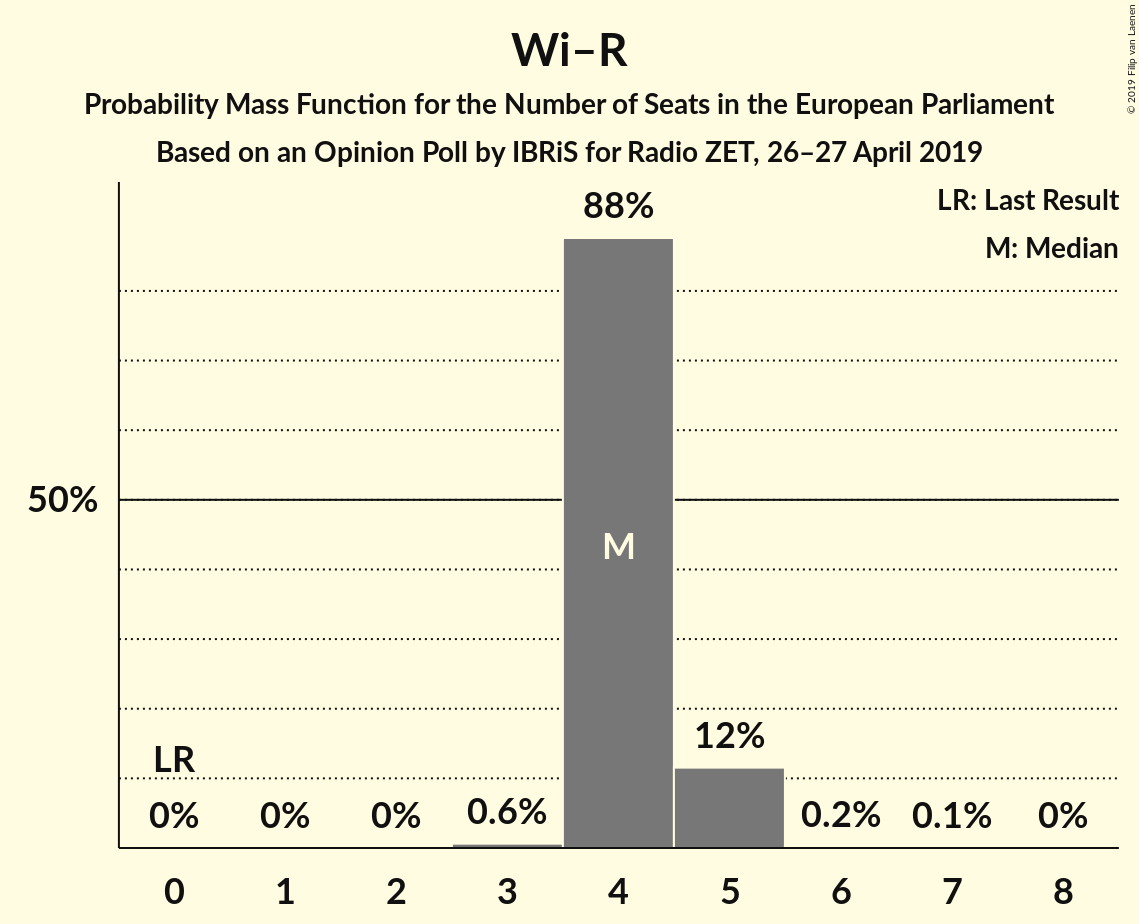 Wi–R
Probability Mass Function for the Number of Seats in the European Parliament
Based on an Opinion Poll by IBRiS for Radio ZET, 26–27 April 2019
© 2019 Filip van Laenen
LR: Last Result
M: Median
88%
50%
M
LR
12%
0% 0% 0% 0.6% 0.2% 0.1% 0%
0 1 2 3 4 5 6 7 8